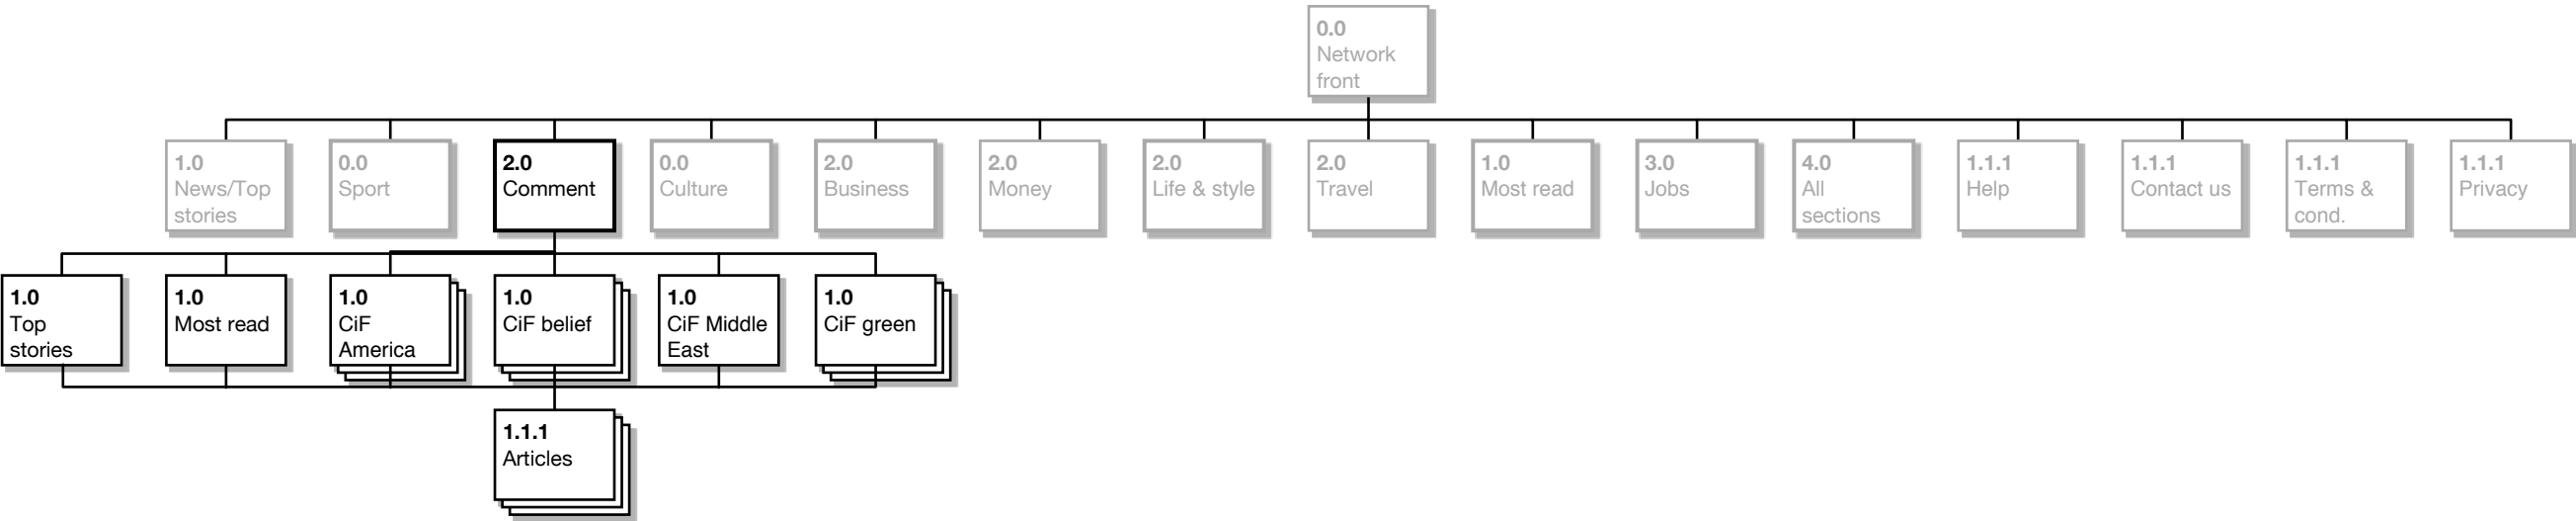 0.0
Network
front
1.0
News/Top
stories
0.0
Sport
2.0
Comment
0.0
Culture
2.0
Business
2.0
Money
2.0
Life & style
2.0
Travel
1.0
Most read
3.0
Jobs
4.0
All
sections
1.1.1
Help
1.1.1
Contact us
1.1.1
Terms &
cond.
1.1.1
Privacy
1.0
Top
stories
1.0
Most read
1.0
CiF
America
1.0
CiF belief
1.0
CiF Middle
East
1.0
CiF green
1.1.1
Articles